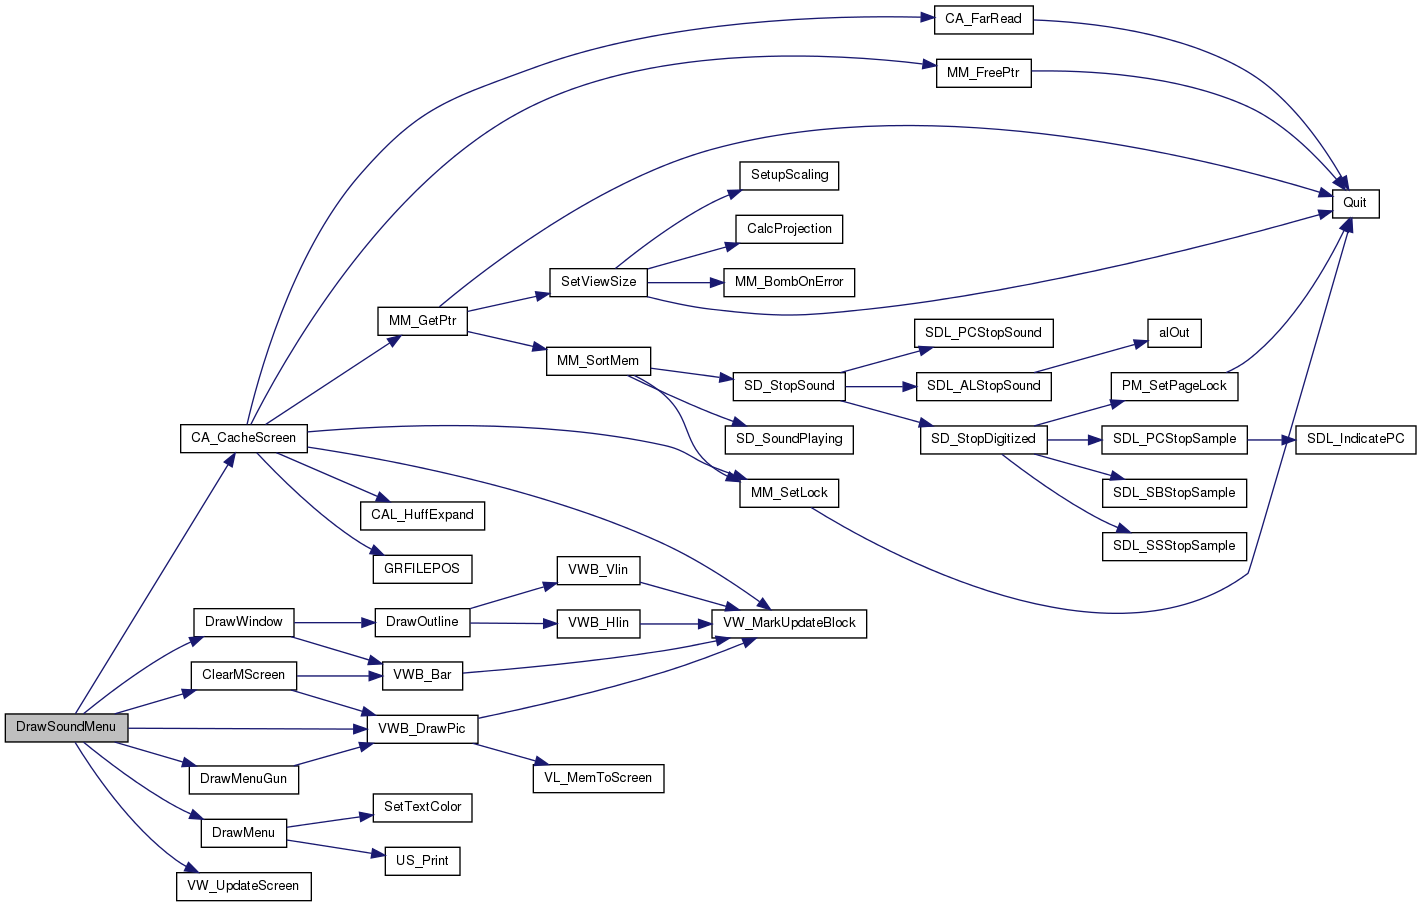 CA_FarRead
MM_FreePtr
SetupScaling
Quit
CalcProjection
SetViewSize
MM_BombOnError
MM_GetPtr
SDL_PCStopSound
alOut
MM_SortMem
SD_StopSound
SDL_ALStopSound
PM_SetPageLock
CA_CacheScreen
SD_SoundPlaying
SD_StopDigitized
SDL_PCStopSample
SDL_IndicatePC
MM_SetLock
SDL_SBStopSample
CAL_HuffExpand
SDL_SSStopSample
GRFILEPOS
VWB_Vlin
DrawWindow
DrawOutline
VWB_Hlin
VW_MarkUpdateBlock
ClearMScreen
VWB_Bar
DrawSoundMenu
VWB_DrawPic
DrawMenuGun
VL_MemToScreen
SetTextColor
DrawMenu
US_Print
VW_UpdateScreen